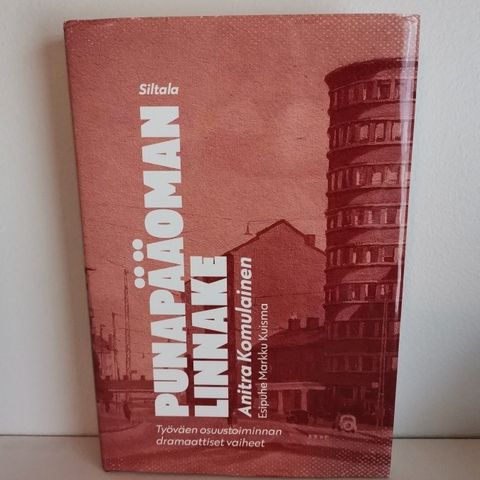 Siltala
PUNAPÄÄOMAN
LINNAKE
Anitra Komulainen
Esipuhe Markku Kuisma
Työväen osuustoiminnan
dramaattiset vaiheet